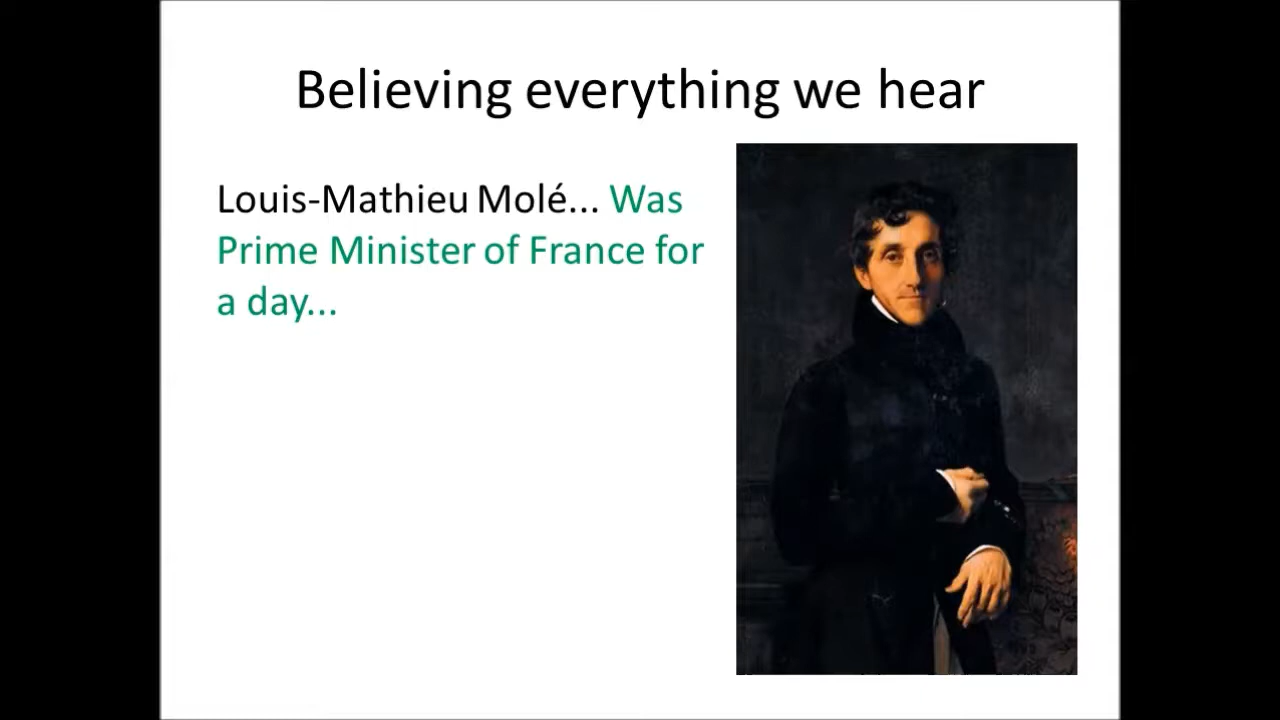 Believing everything we hear
Louis-Mathieu Molé... Was
Prime Minister of France for
a day...